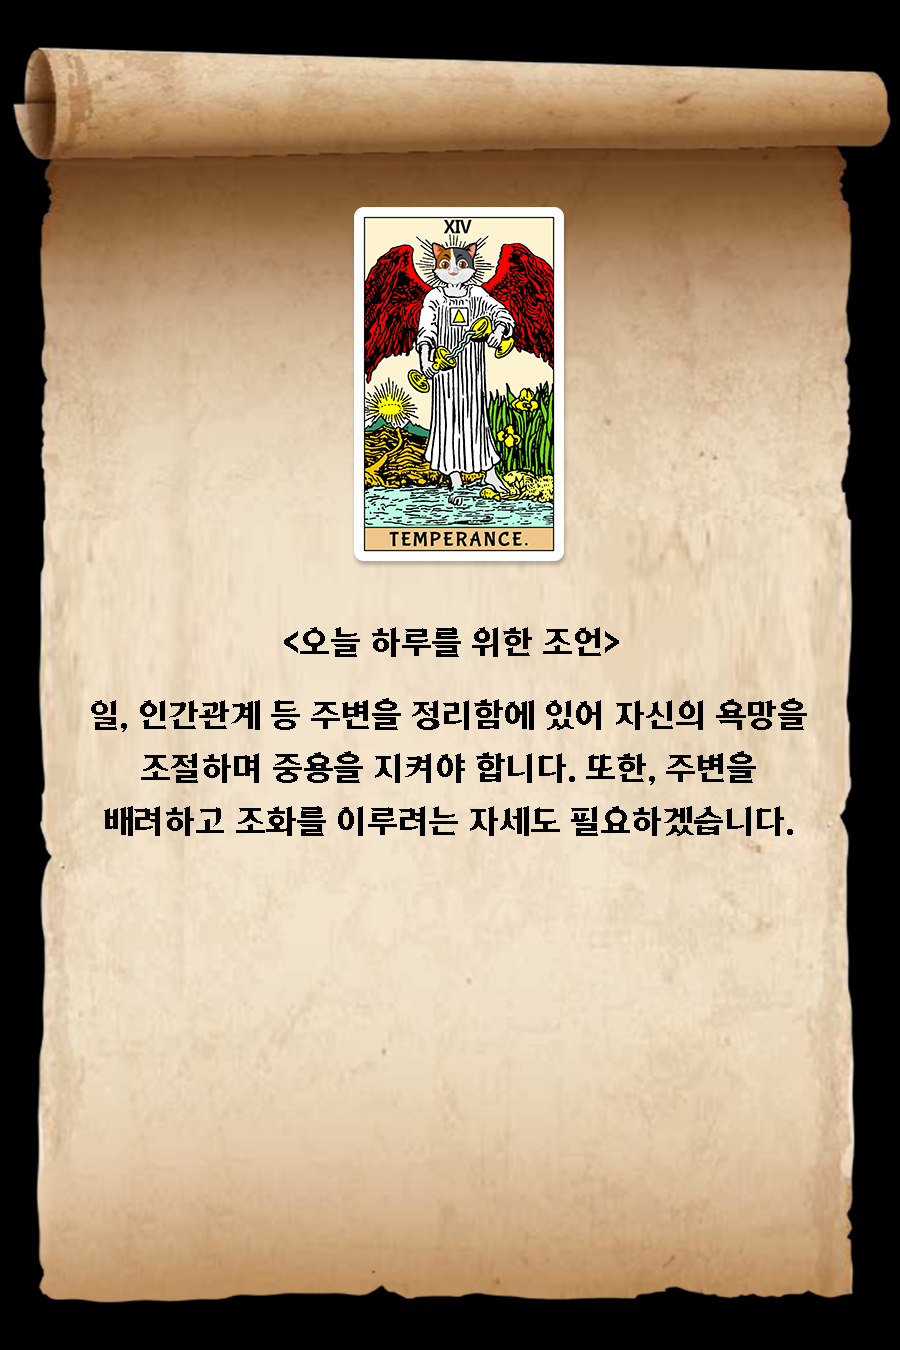 XIV
TEMPERANCE.
<오늘 하루를 위한 조언>
일, 인간관계 등 주변을 정리함에 있어 자신의 욕망을
조절하며 중용을 지켜야 합니다. 또한, 주변을
배려하고 조화를 이루려는 자세도 필요하겠습니다.